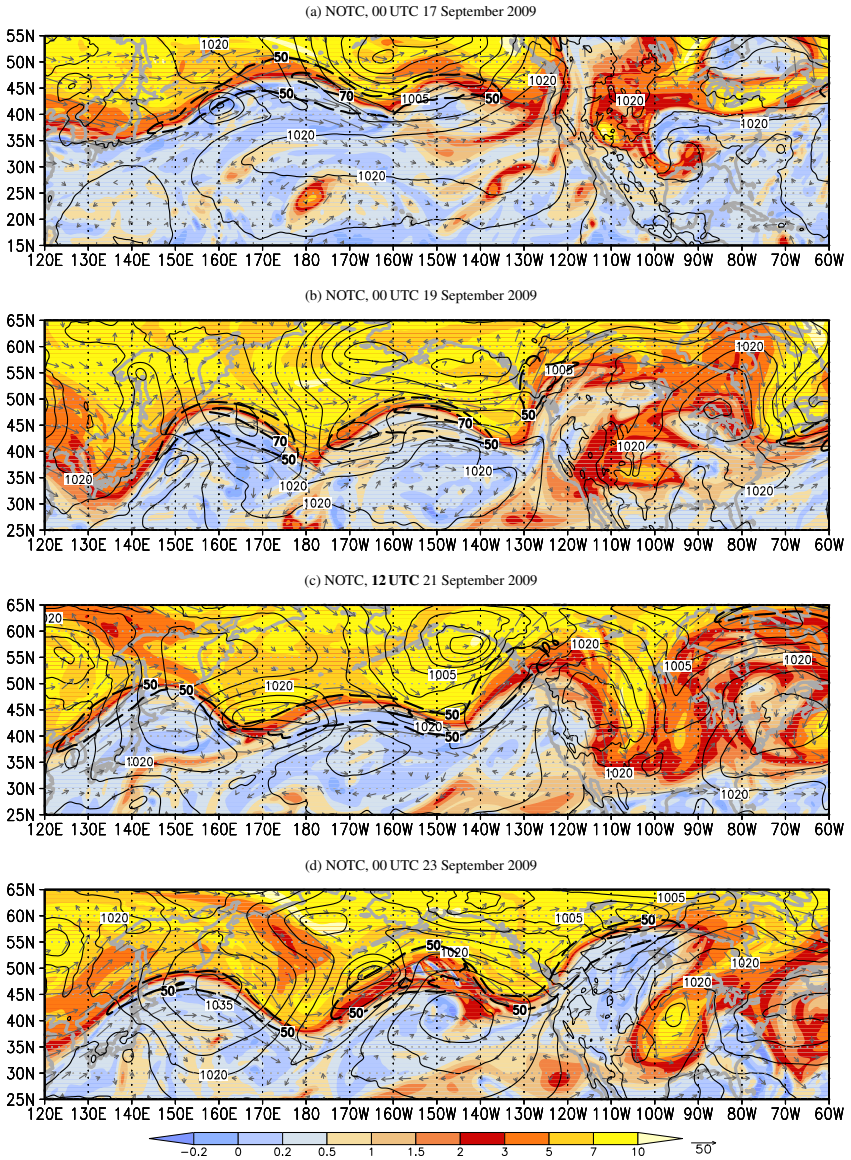 (a) NOTC, 00 UTC 17 September 2009
55N
50N
45N
40N
35N
30N
25N
20N
15N
1020
50
50
70
1005
50
1020
1020
1020
1020
1020
120E 130E 140E 150E 160E 170E 180 170W 160W 150W 140W 130W 120W 110W 100W 90W 80W 70W 60W
(b) NOTC, 00 UTC 19 September 2009
65N
60N
55N
50N
45N
40N
35N
30N
25N
1020
1005
50
70
70
50
50
1020
1020
1020
1020
1020
1020
120E 130E 140E 150E 160E 170E 180 170W 160W 150W 140W 130W 120W 110W 100W 90W 80W 70W 60W
(c) NOTC, 12 UTC 21 September 2009
65N
60N
55N
50N
45N
40N
35N
30N
25N
020
1020
1005
1005
1020
50
50
1020
50
1020
50
1020
1020
1020
120E 130E 140E 150E 160E 170E 180 170W 160W 150W 140W 130W 120W 110W 100W 90W 80W 70W 60W
(d) NOTC, 00 UTC 23 September 2009
65N
60N
55N
50N
45N
40N
35N
30N
25N
1005
1020
1005
50
50
1020
1020
1020
50
1035
50
50
50
1020
120E 130E 140E 150E 160E 170E 180 170W 160W 150W 140W 130W 120W 110W 100W 90W 80W 70W 60W
−0.2 0 0.2 0.5 1 1.5 2 3 5 7 10
50